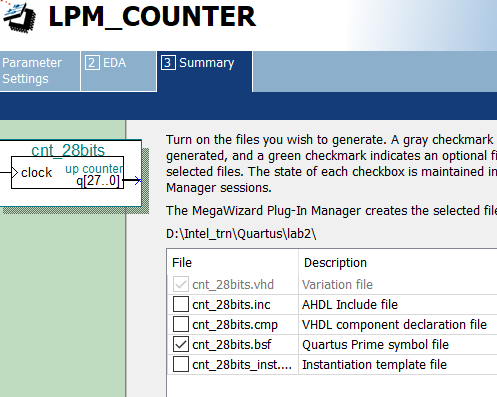 LPM_COUNTER
Parameter
Settings
2 EDA
3 Summary
cnt_28bits
up counter
clock
q[27..0]
Turn on the files you wish to generate. A gray checkmark
generated, and a green checkmark indicates an optional fi
selected files. The state of each checkbox is maintained in
Manager sessions.
The MegaWizard Plug-In Manager creates the selected file
D:\Intel_trn\Quartus\lab2\
File Description
cnt_28bits.vhd Variation file
cnt_28bits.inc AHDL Include file
cnt_28bits.cmp VHDL component declaration file
cnt_28bits.bsf Quartus Prime symbol file
cnt_28bits_inst.... Instantiation template file